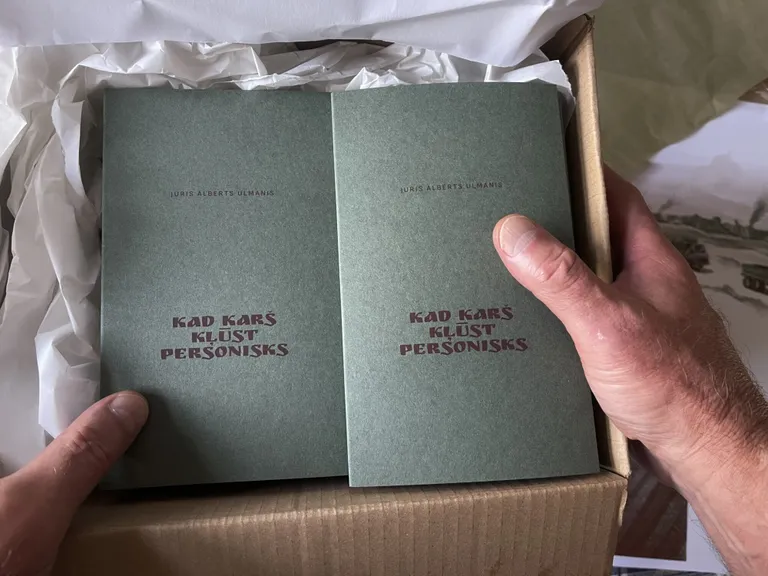 JURIS ALBERTS ULMANIS
KAD KARŠ
KĻŪST
PERSONISKS
JURIS ALBERTS ULMANIS
KAD KARŠ
KĻŪST
PERSONISKS